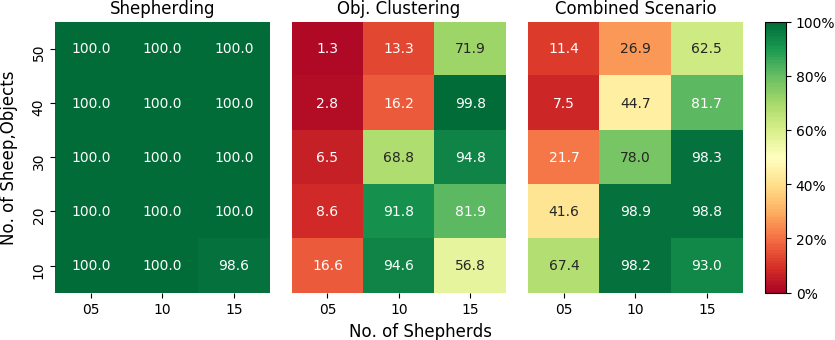 Shepherding Obj. Clustering Combined Scenario
No. of Sheep,Objects
50 100.0 100.0 100.0 1.3 13.3 71.9 11.4 26.9 62.5
40 100.0 100.0 100.0 2.8 16.2 99.8 7.5 44.7 81.7
30 100.0 100.0 100.0 6.5 68.8 94.8 21.7 78.0 98.3
20 100.0 100.0 100.0 8.6 91.8 81.9 41.6 98.9 98.8
10 100.0 100.0 98.6 16.6 94.6 56.8 67.4 98.2 93.0
05 10 15 05 10 15 05 10 15
No. of Shepherds
100%
80%
60%
40%
20%
0%